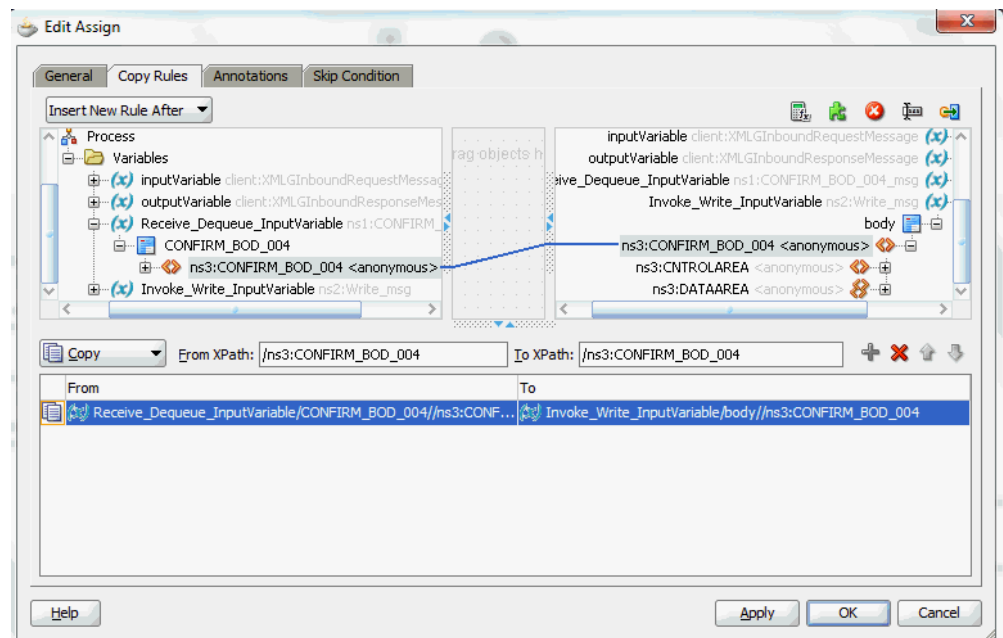 Edit Assign
General Copy Rules Annotations Skip Condition
Insert New Rule After
Process
Variables
inputVariable client:XMLGInboundRequestMessag
outputVariable client:XMLGInboundResponseMes
Receive_Dequeue_InputVariable ns1:CONFIRM_
CONFIRM_BOD_004
ns3:CONFIRM_BOD_004 <anonymous>
Invoke_Write_InputVariable ns2:Write_msg
rag objects h
inputVariable client:XMLGInboundRequestMessage (x)
outputVariable client:XMLGInboundResponseMessage (x)
eive_Dequeue_InputVariable ns1:CONFIRM_BOD_004_msg (x)
Invoke_Write_InputVariable ns2:Write_msg (x)
body
ns3:CONFIRM_BOD_004 <anonymous>
ns3:CNTROLAREA <anonymous>
ns3:DATAAREA <anonymous>
Copy From XPath: /ns3:CONFIRM_BOD_004 To XPath: /ns3:CONFIRM_BOD_004
From To
Receive_Dequeue_InputVariable/CONFIRM_BOD_004//ns3:CONF... Invoke_Write_InputVariable/body//ns3:CONFIRM_BOD_004
Help Apply OK Cancel